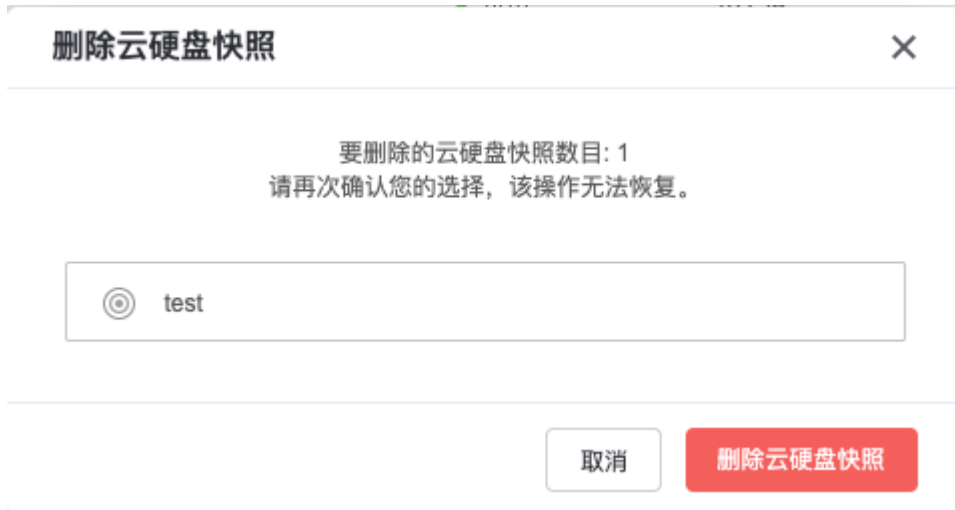 删除云硬盘快照
要删除的云硬盘快照数目: 1
请再次确认您的选择，该操作无法恢复。
test
取消
删除云硬盘快照